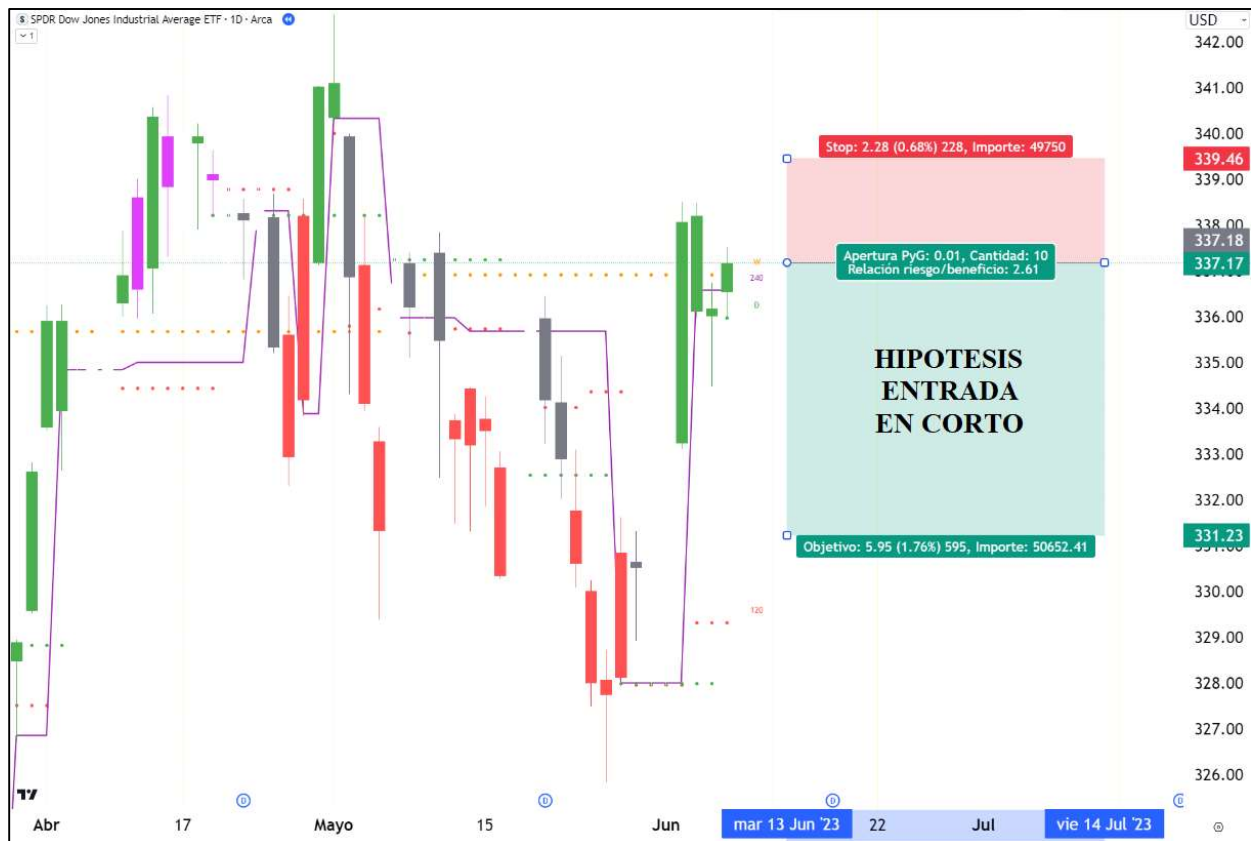 SPDR Dow Jones Industrial Average ETF · 1D · Arca
1
USD
342.00
341.00
340.00
339.46
339.00
338.00
337.18
337.17
336.00
335.00
334.00
333.00
332.00
331.23
331.00
330.00
329.00
328.00
327.00
326.00
Stop: 2.28 (0.68%) 228, Importe: 49750
Apertura PyG: 0.01, Cantidad: 10
Relación riesgo/beneficio: 2.61
HIPOTESIS
ENTRADA
EN CORTO
Objetivo: 5.95 (1.76%) 595, Importe: 50652.41
W
240
D
120
D
D
D
D
Abr
17
Mayo
15
Jun
mar 13 Jun '23
22
Jul
vie 14 Jul '23